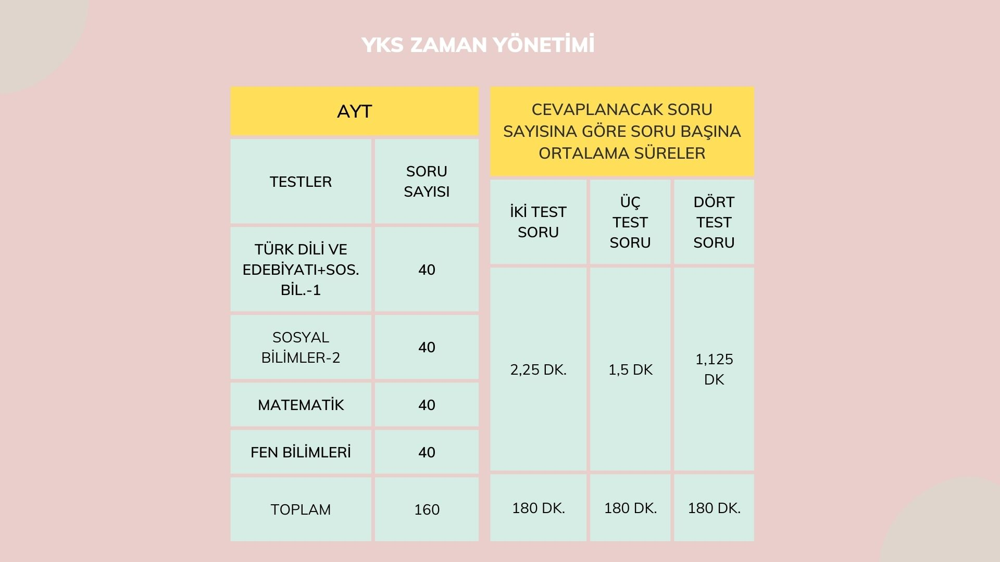 YKS ZAMAN YÖNETİMİ
AYT
TESTLER
SORU
SAYISI
TÜRK DİLİ VE
EDEBİYATI+SOS.
BİL.-1
40
SOSYAL
BİLİMLER-2
40
MATEMATİK
40
FEN BİLİMLERİ
40
TOPLAM
160
CEVAPLANACAK SORU
SAYISINA GÖRE SORU BAŞINA
ORTALAMA SÜRELER
İKİ TEST
SORU
ÜÇ
TEST
SORU
DÖRT
TEST
SORU
2,25 DK.
1,5 DK
1,125
DK
180 DK.
180 DK.
180 DK.